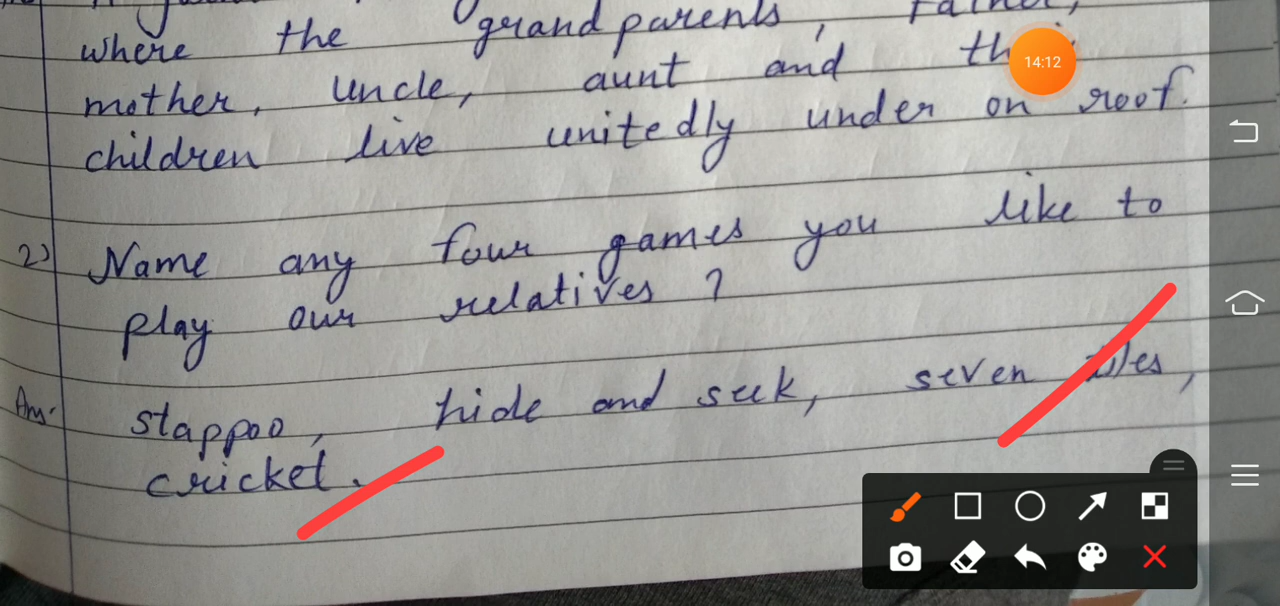 grandparents, Father,
where the
mother, uncle, aunt and
children live unitedly under on roof.
14:12
2) Name any four games you like to
play our relatives ?
Ans. stappoo, hide and seek, seven tiles,
cricket.